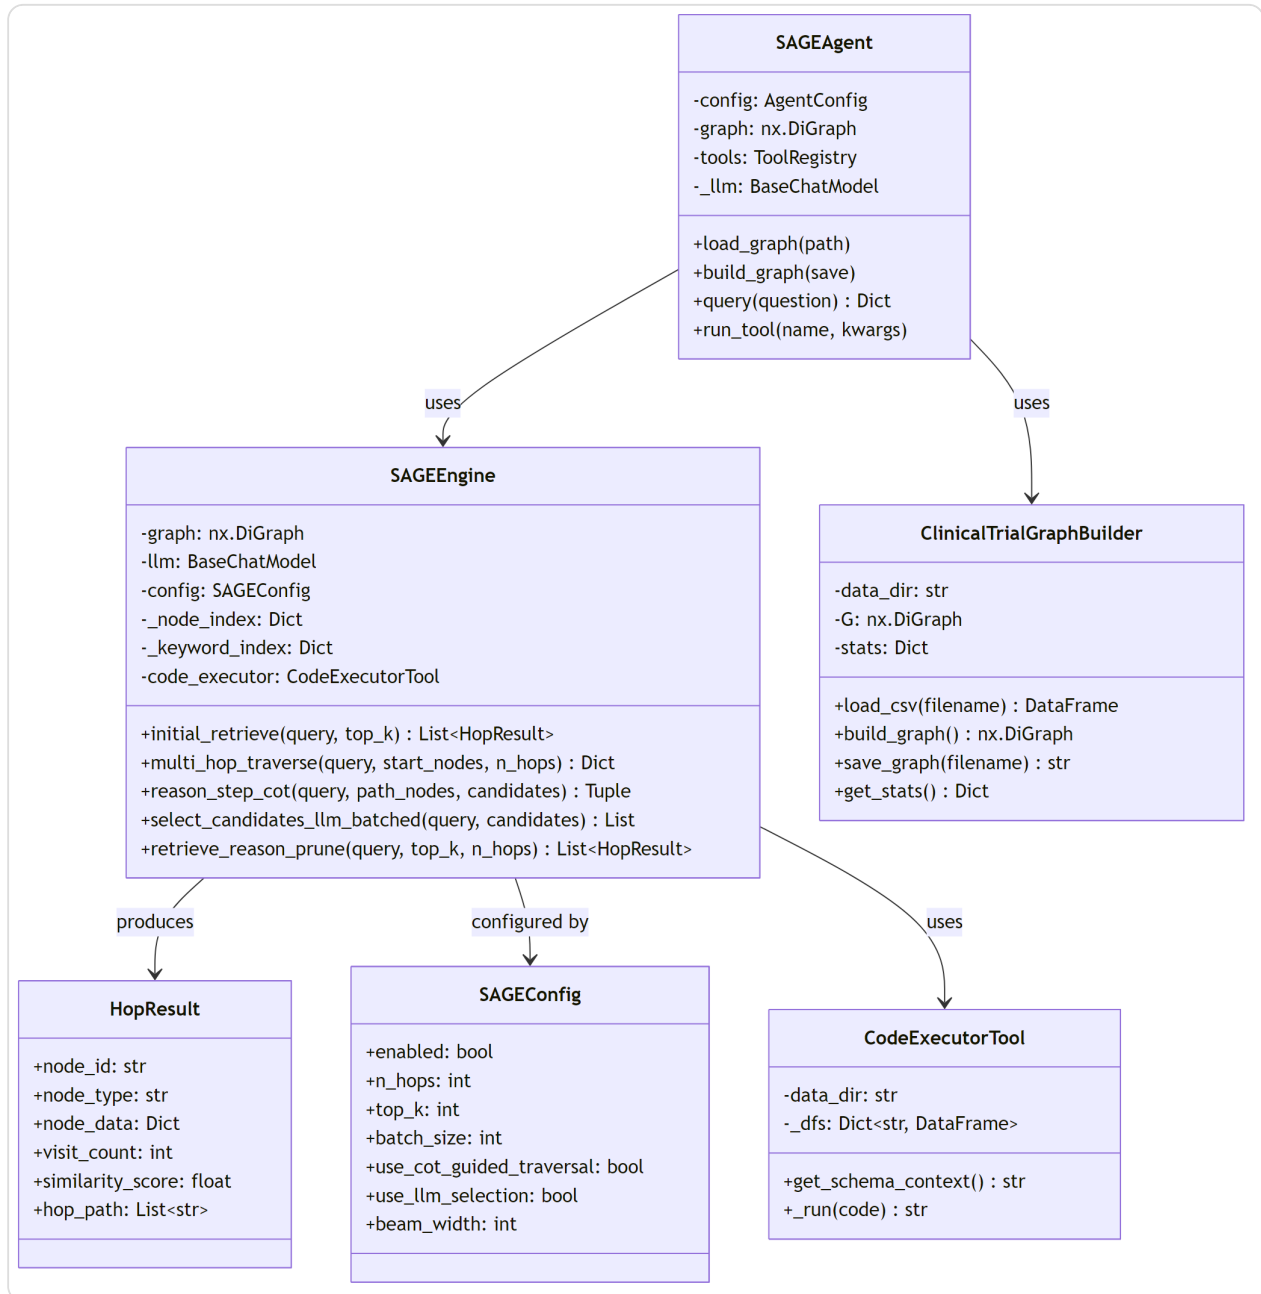 SAGEAgent
-config: AgentConfig
-graph: nx.DiGraph
-tools: ToolRegistry
-_llm: BaseChatModel
+load_graph(path)
+build_graph(save)
+query(question) : Dict
+run_tool(name, kwargs)
uses
uses
SAGEEngine
-graph: nx.DiGraph
-llm: BaseChatModel
-config: SAGEConfig
-_node_index: Dict
-_keyword_index: Dict
-code_executor: CodeExecutorTool
+initial_retrieve(query, top_k) : List<HopResult>
+multi_hop_traverse(query, start_nodes, n_hops) : Dict
+reason_step_cot(query, path_nodes, candidates) : Tuple
+select_candidates_llm_batched(query, candidates) : List
+retrieve_reason_prune(query, top_k, n_hops) : List<HopResult>
ClinicalTrialGraphBuilder
-data_dir: str
-G: nx.DiGraph
-stats: Dict
+load_csv(filename) : DataFrame
+build_graph() : nx.DiGraph
+save_graph(filename) : str
+get_stats() : Dict
produces
configured by
uses
HopResult
+node_id: str
+node_type: str
+node_data: Dict
+visit_count: int
+similarity_score: float
+hop_path: List<str>
SAGEConfig
+enabled: bool
+n_hops: int
+top_k: int
+batch_size: int
+use_cot_guided_traversal: bool
+use_llm_selection: bool
+beam_width: int
CodeExecutorTool
-data_dir: str
-_dfs: Dict<str, DataFrame>
+get_schema_context() : str
+_run(code) : str